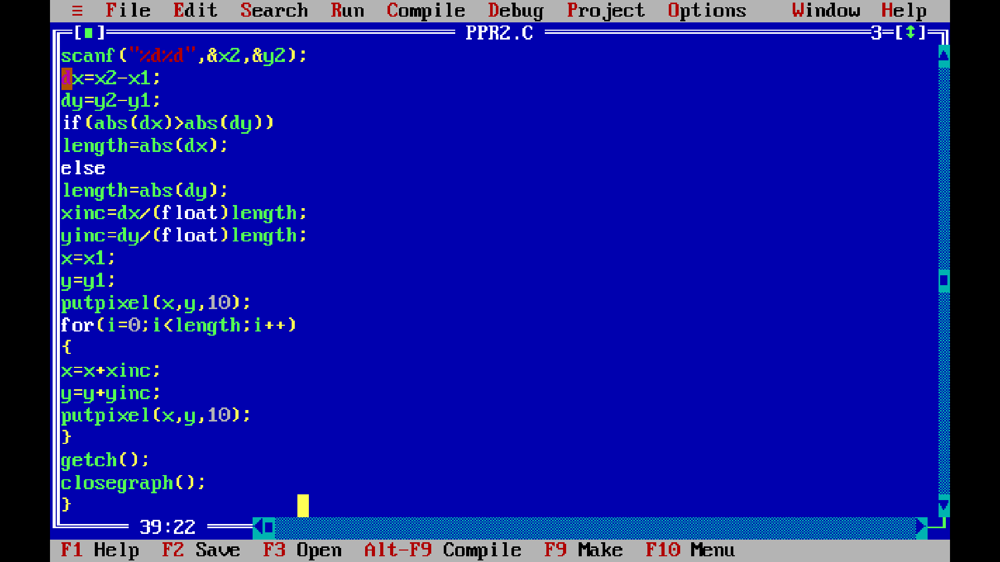 ≡ File Edit Search Run Compile Debug Project Options Window Help
[■] PPR2.C 3=[↕]
scanf("%d%d",&x2,&y2);
dx=x2-x1;
dy=y2-y1;
if(abs(dx)>abs(dy))
length=abs(dx);
else
length=abs(dy);
xinc=dx/(float)length;
yinc=dy/(float)length;
x=x1;
y=y1;
putpixel(x,y,10);
for(i=0;i<length;i++)
{
x=x+xinc;
y=y+yinc;
putpixel(x,y,10);
}
getch();
closegraph();
}
39:22
F1 Help F2 Save F3 Open Alt-F9 Compile F9 Make F10 Menu